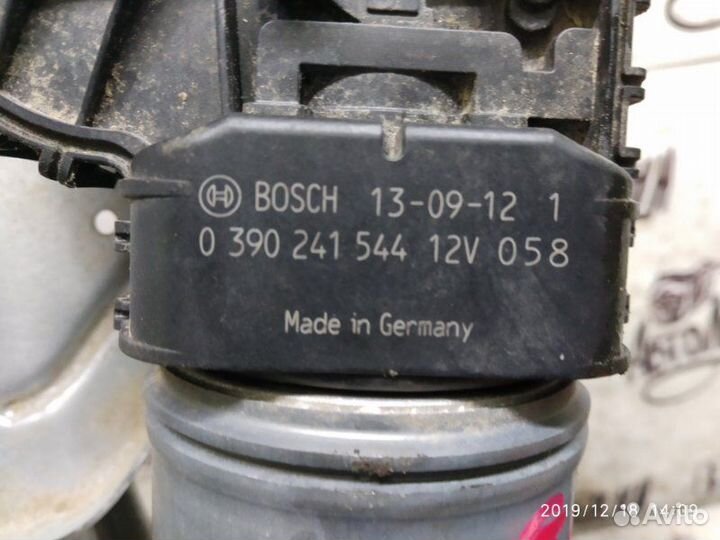 BOSCH 13-09-12 1
0 390 241 544 12V 058
Made in Germany
2019/12/18 14:09
Avito